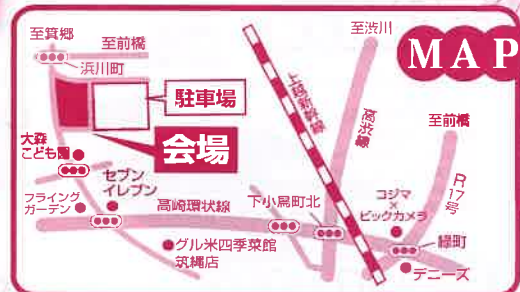 至箕郷
至前橋
浜川町
駐車場
会場
大森
こども園
セブン
イレブン
フライング
ガーデン
高崎環状線
グル米四季菜館
筑縄店
下小鳥町北
上越新幹線
至渋川
高渋線
MAP
至前橋
R17号
コジマ
×
ビックカメラ
緑町
デニーズ